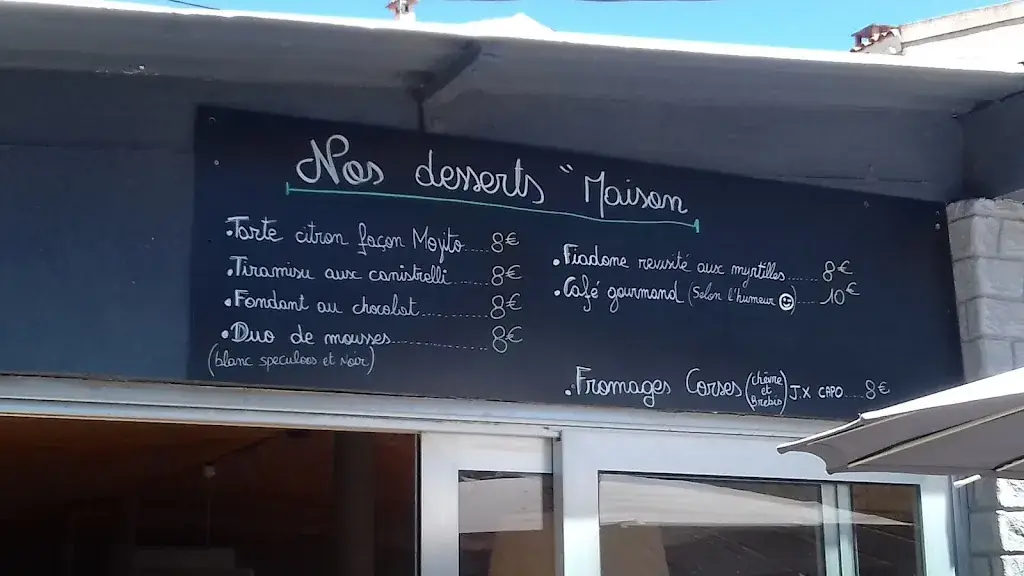 Nos desserts " Maison
• Tarte citron façon Mojito..... 8€
• Tiramisu aux canistrelli........ 8€
• Fondant au chocolat............ 8€
• Duo de mousses................. 8€
(blanc speculoos et Noir)
• Fiadone revisité aux myrtilles...... 8€
• Café gourmand (Selon l'humeur 🙂)..... 10€
• Fromages Corses (chèvre et Brebis) J.X CAPO.... 8€